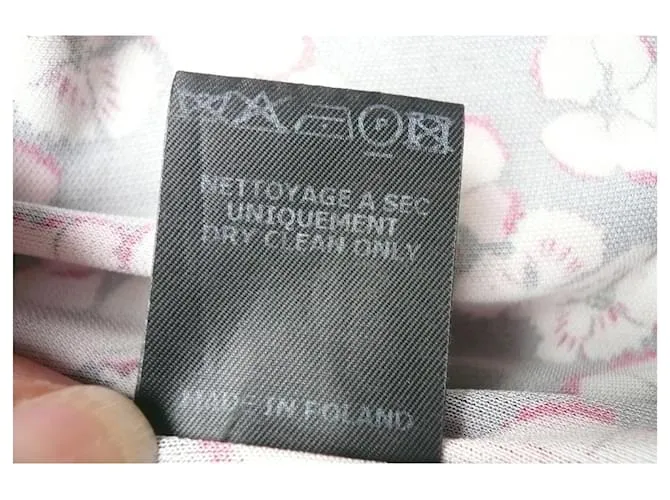 P
NETTOYAGE A SEC
UNIQUEMENT
DRY CLEAN ONLY
MADE IN POLAND